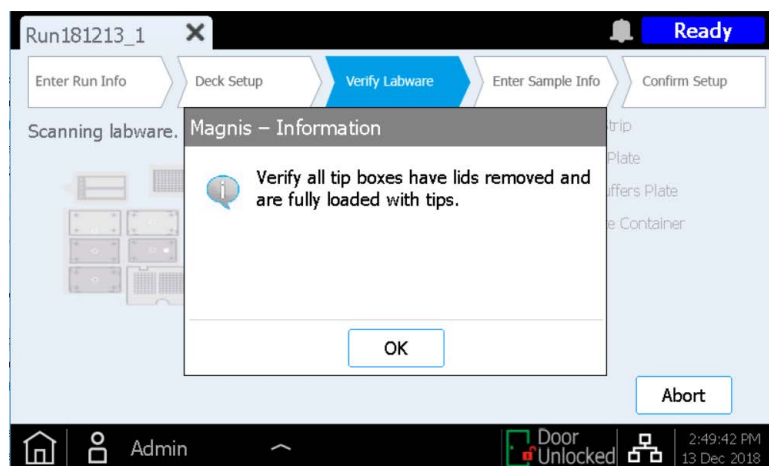 Run181213_1
Ready
Enter Run Info
Deck Setup
Verify Labware
Enter Sample Info
Confirm Setup
Scanning labware.
Magnis – Information
Verify all tip boxes have lids removed and
are fully loaded with tips.
Strip
Plate
Buffers Plate
Container
OK
Abort
Admin
Door
Unlocked
2:49:42 PM
13 Dec 2018